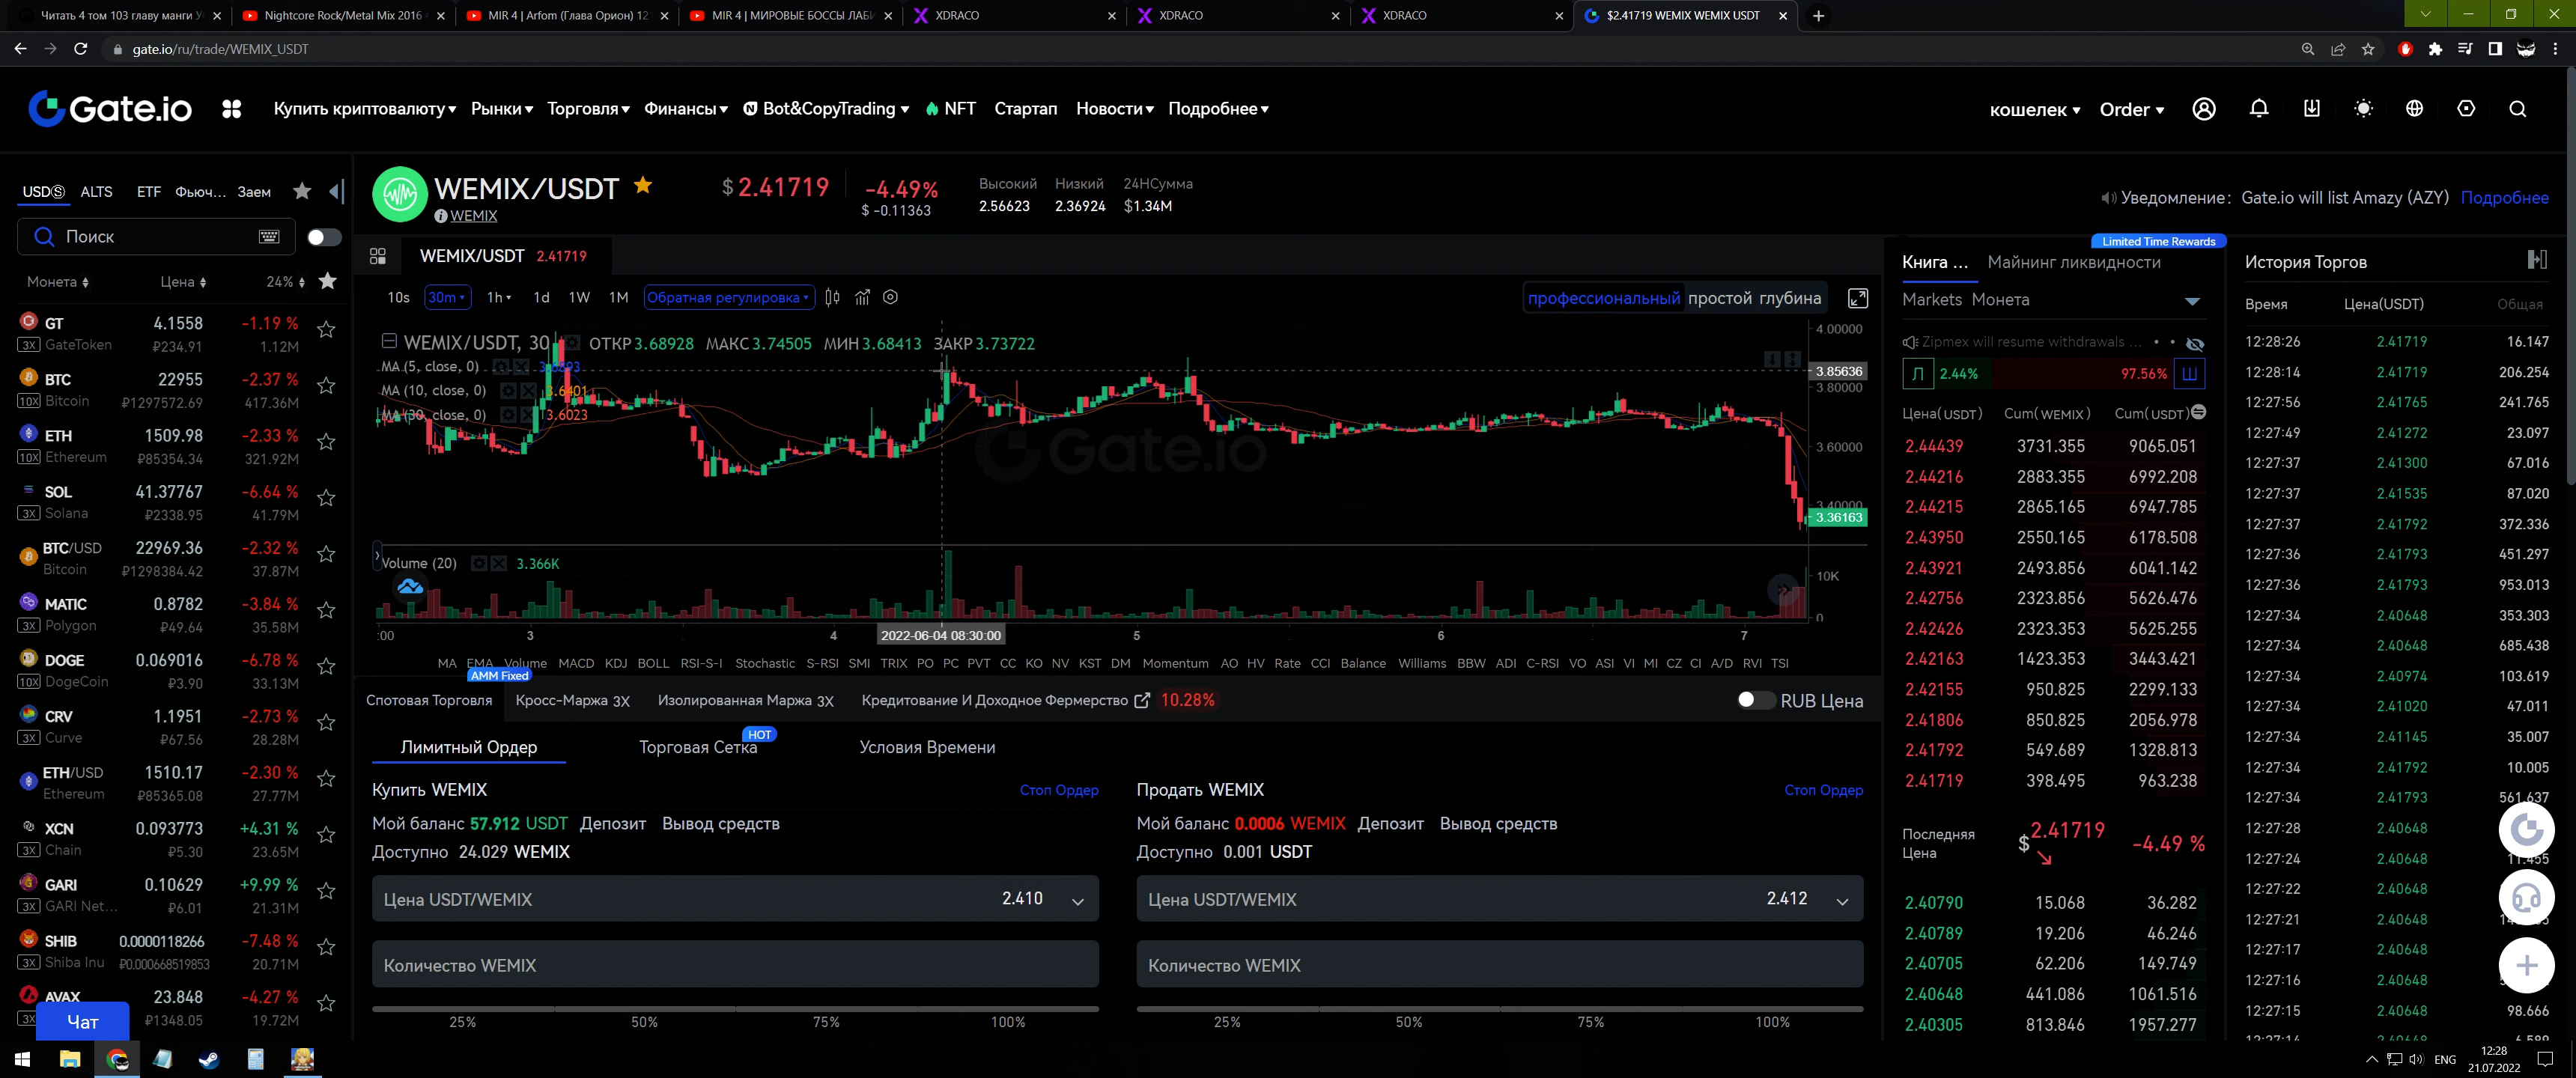 Читать 4 том 103 главу манги
Nightcore Rock/Metal Mix 2016
MIR 4 | Arfom (Глава Орион) 12
MIR 4 | МИРОВЫЕ БОССЫ ЛАБИ
XDRACO
XDRACO
XDRACO
$2.41719 WEMIX WEMIX USDT
gate.io/ru/trade/WEMIX_USDT
Gate.io
Купить криптовалюту
Рынки
Торговля
Финансы
Bot&CopyTrading
NFT
Стартап
Новости
Подробнее
кошелек
Order
USDⓈ ALTS ETF Фьюч... Заем
Поиск
Монета Цена 24%
GT 4.1558 -1.19 %
3X GateToken ₽234.91 1.12M
BTC 22955 -2.37 %
10X Bitcoin ₽1297572.69 417.36M
ETH 1509.98 -2.33 %
10X Ethereum ₽85354.34 321.92M
SOL 41.37767 -6.64 %
3X Solana ₽2338.95 41.79M
BTC/USD 22969.36 -2.32 %
Bitcoin ₽1298384.42 37.87M
MATIC 0.8782 -3.84 %
3X Polygon ₽49.64 35.58M
DOGE 0.069016 -6.78 %
10X DogeCoin ₽3.90 33.13M
CRV 1.1951 -2.73 %
3X Curve ₽67.56 28.28M
ETH/USD 1510.17 -2.30 %
Ethereum ₽85365.08 27.77M
XCN 0.093773 +4.31 %
3X Chain ₽5.30 23.65M
GARI 0.10629 +9.99 %
3X GARI Net... ₽6.01 21.31M
SHIB 0.0000118266 -7.48 %
3X Shiba Inu ₽0.000668519853 20.71M
AVAX 23.848 -4.27 %
3X ₽1348.05 19.72M
Чат
WEMIX/USDT
WEMIX
$ 2.41719
-4.49%
$ -0.11363
Высокий Низкий 24HСумма
2.56623 2.36924 $1.34M
Уведомление: Gate.io will list Amazy (AZY) Подробнее
WEMIX/USDT 2.41719
10s 30m 1h 1d 1W 1M Обратная регулировка
профессиональный простой глубина
WEMIX/USDT, 30 ОТКР3.68928 МАКС3.74505 МИН3.68413 ЗАКР3.73722
MA (5, close, 0) 3.6893
MA (10, close, 0) 3.6401
MA (30, close, 0) 3.6023
Gate.io
4.00000
3.85636
3.80000
3.60000
3.40000
3.36163
Volume (20) 3.366K
10K
0
:00 3 4 2022-06-04 08:30:00 5 6 7
MA EMA Volume MACD KDJ BOLL RSI-S-I Stochastic S-RSI SMI TRIX PO PC PVT CC KO NV KST DM Momentum AO HV Rate CCI Balance Williams BBW ADI C-RSI VO ASI VI MI CZ CI A/D RVI TSI
AMM Fixed
Спотовая Торговля Кросс-Маржа 3X Изолированная Маржа 3X Кредитование И Доходное Фермерство 10.28%
RUB Цена
HOT
Лимитный Ордер Торговая Сетка Условия Времени
Купить WEMIX Стоп Ордер
Мой баланс 57.912 USDT Депозит Вывод средств
Доступно 24.029 WEMIX
Цена USDT/WEMIX 2.410
Количество WEMIX
25% 50% 75% 100%
Продать WEMIX Стоп Ордер
Мой баланс 0.0006 WEMIX Депозит Вывод средств
Доступно 0.001 USDT
Цена USDT/WEMIX 2.412
Количество WEMIX
25% 50% 75% 100%
Limited Time Rewards
Книга ... Майнинг ликвидности
Markets Монета
Zipmex will resume withdrawals ...
Л 2.44% 97.56% Ш
Цена(USDT) Cum(WEMIX) Cum(USDT)
2.44439 3731.355 9065.051
2.44216 2883.355 6992.208
2.44215 2865.165 6947.785
2.43950 2550.165 6178.508
2.43921 2493.856 6041.142
2.42756 2323.856 5626.476
2.42426 2323.353 5625.255
2.42163 1423.353 3443.421
2.42155 950.825 2299.133
2.41806 850.825 2056.978
2.41792 549.689 1328.813
2.41719 398.495 963.238
Последняя Цена $ 2.41719 -4.49 %
2.40790 15.068 36.282
2.40789 19.206 46.246
2.40705 62.206 149.749
2.40648 441.086 1061.516
2.40305 813.846 1957.277
История Торгов
Время Цена(USDT) Общая
12:28:26 2.41719 16.147
12:28:14 2.41719 206.254
12:27:56 2.41765 241.765
12:27:49 2.41272 23.097
12:27:37 2.41300 67.016
12:27:37 2.41535 87.020
12:27:37 2.41792 372.336
12:27:36 2.41793 451.297
12:27:36 2.41793 953.013
12:27:34 2.40648 353.303
12:27:34 2.40648 685.438
12:27:34 2.40974 103.619
12:27:34 2.41020 47.011
12:27:34 2.41145 35.007
12:27:34 2.41792 10.005
12:27:34 2.41793 561.637
12:27:28 2.40648
12:27:24 2.40648 11.455
12:27:22 2.40648
12:27:21 2.40648
12:27:17 2.40648
12:27:16 2.40648
12:27:15 2.40648 98.666
12:27:14 2.40648 6.589
ENG
12:28
21.07.2022